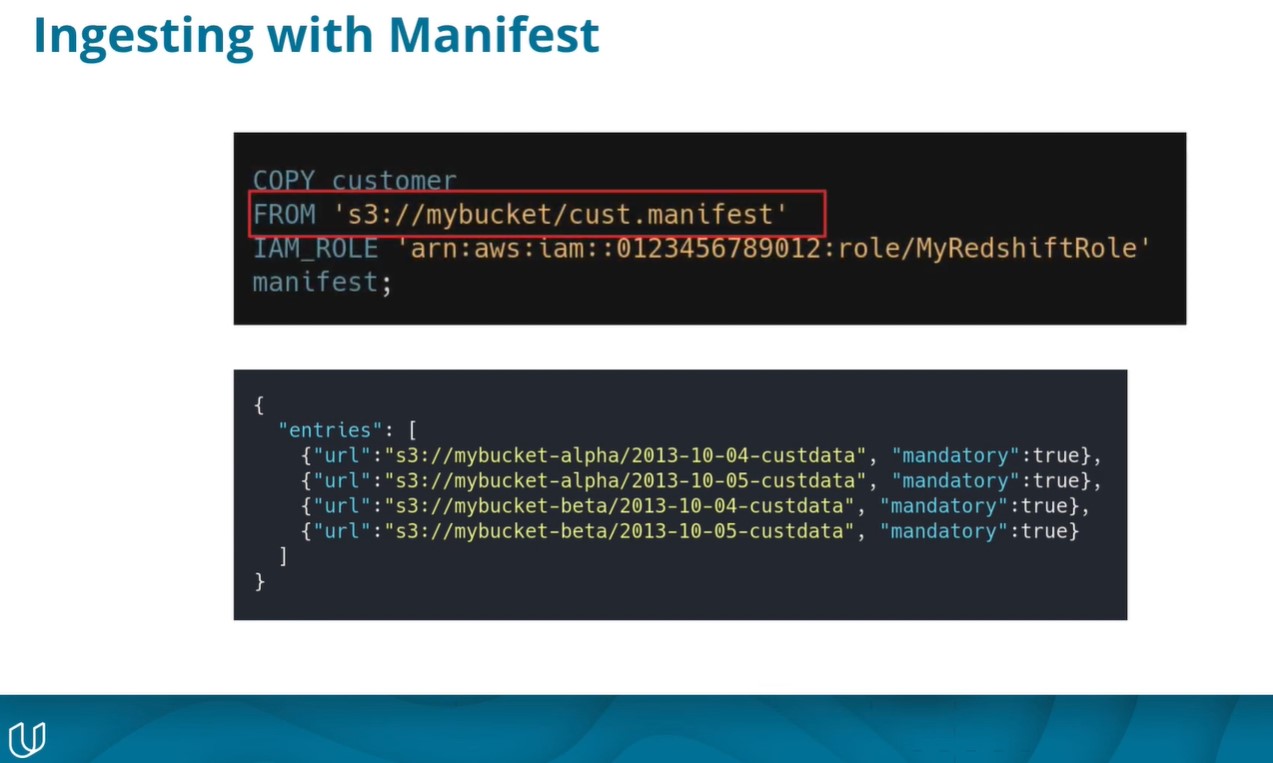 Ingesting with Manifest
COPY customer
FROM 's3://mybucket/cust.manifest'
IAM_ROLE 'arn:aws:iam::0123456789012:role/MyRedshiftRole'
manifest;
{
"entries": [
{"url":"s3://mybucket-alpha/2013-10-04-custdata", "mandatory":true},
{"url":"s3://mybucket-alpha/2013-10-05-custdata", "mandatory":true},
{"url":"s3://mybucket-beta/2013-10-04-custdata", "mandatory":true},
{"url":"s3://mybucket-beta/2013-10-05-custdata", "mandatory":true}
]
}